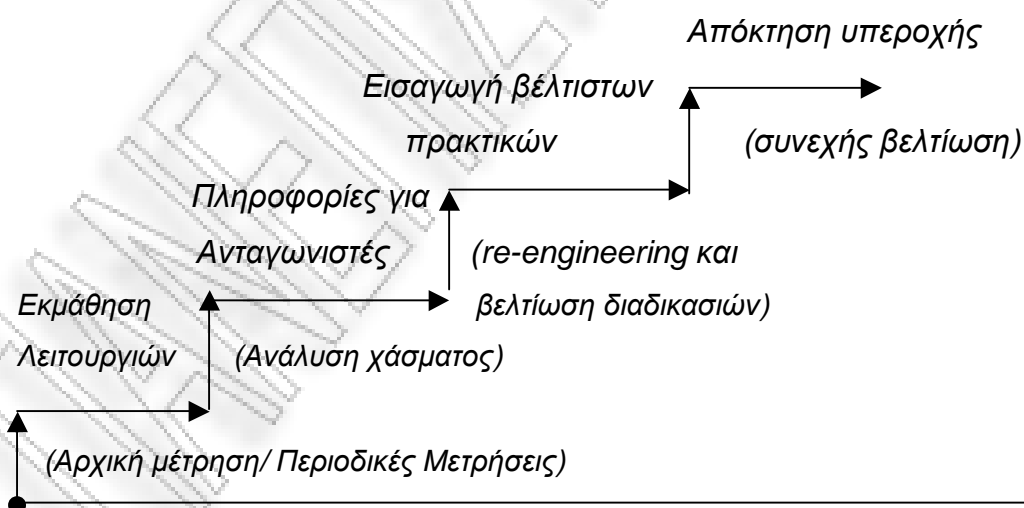 Απόκτηση υπεροχής
Εισαγωγή βέλτιστων
πρακτικών
(συνεχής βελτίωση)
Πληροφορίες για
Ανταγωνιστές
(re-engineering και
βελτίωση διαδικασιών)
Εκμάθηση
Λειτουργιών
(Ανάλυση χάσματος)
(Αρχική μέτρηση/ Περιοδικές Μετρήσεις)